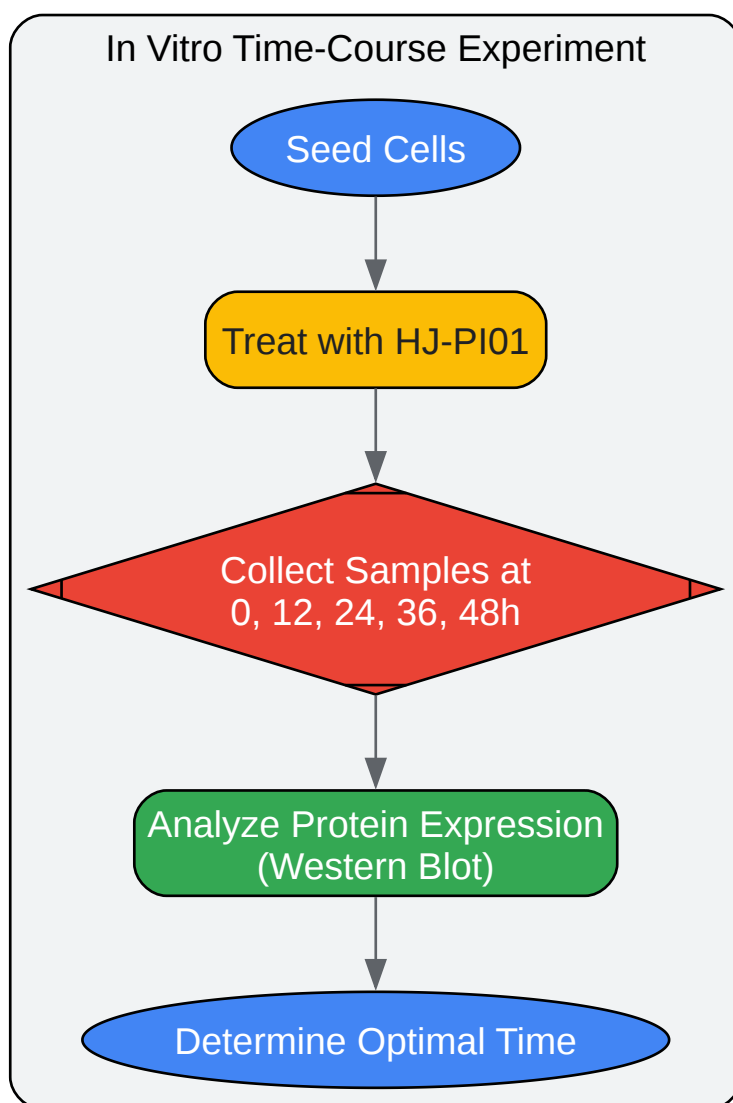 In Vitro Time-Course Experiment
Seed Cells
Treat with HJ-PI01
Collect Samples at
0, 12, 24, 36, 48h
Analyze Protein Expression
(Western Blot)
Determine Optimal Time